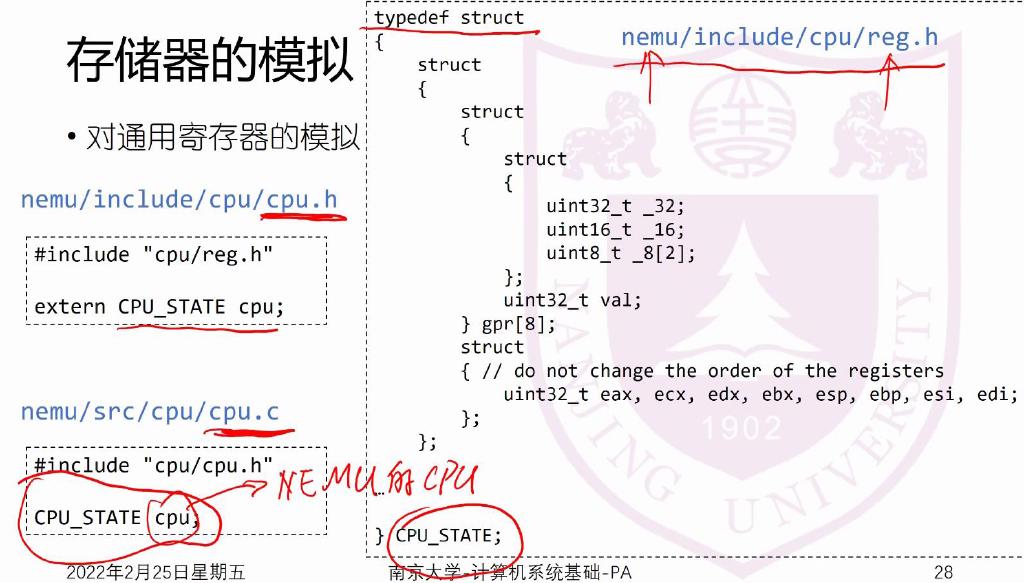 存储器的模拟
• 对通用寄存器的模拟
nemu/include/cpu/cpu.h
#include "cpu/reg.h"
extern CPU_STATE cpu;
nemu/src/cpu/cpu.c
#include "cpu/cpu.h"
CPU_STATE cpu;
NEMU的CPU
nemu/include/cpu/reg.h
typedef struct
{
struct
{
struct
{
struct
{
uint32_t _32;
uint16_t _16;
uint8_t _8[2];
};
uint32_t val;
} gpr[8];
struct
{ // do not change the order of the registers
uint32_t eax, ecx, edx, ebx, esp, ebp, esi, edi;
};
};
…
} CPU_STATE;
NANJING UNIVERSITY
1902
2022年2月25日星期五
南京大学-计算机系统基础-PA
28